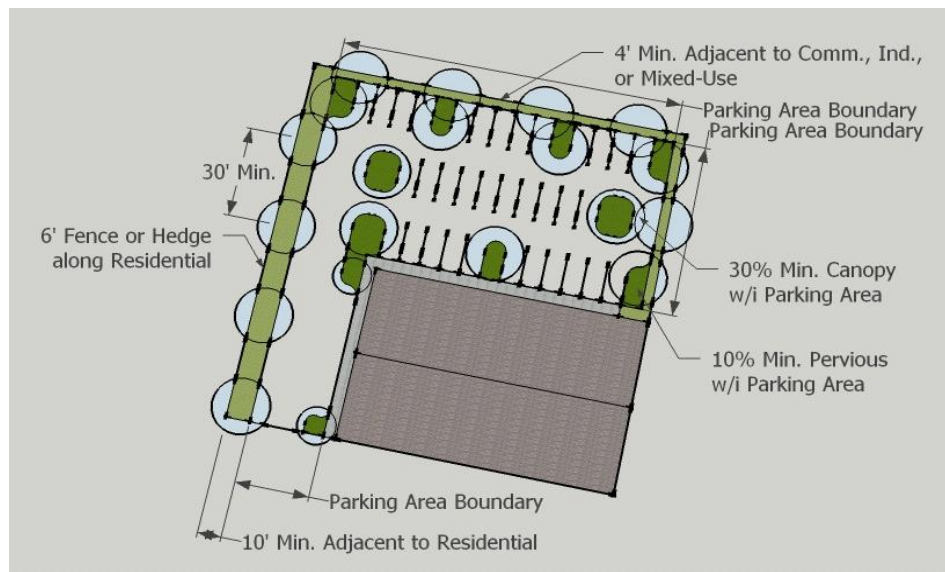 4' Min. Adjacent to Comm., Ind.,
or Mixed-Use
Parking Area Boundary
Parking Area Boundary
30' Min.
6' Fence or Hedge
along Residential
30% Min. Canopy
w/i Parking Area
10% Min. Pervious
w/i Parking Area
Parking Area Boundary
10' Min. Adjacent to Residential